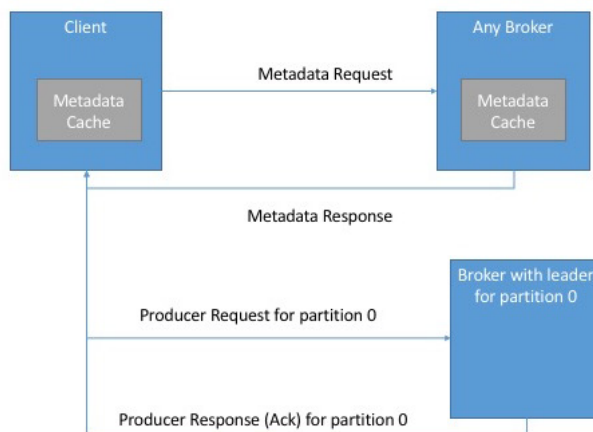 Client
Any Broker
Metadata Request
Metadata
Cache
Metadata
Cache
Metadata Response
Broker with leader
for partition 0
Producer Request for partition 0
Producer Response (Ack) for partition 0